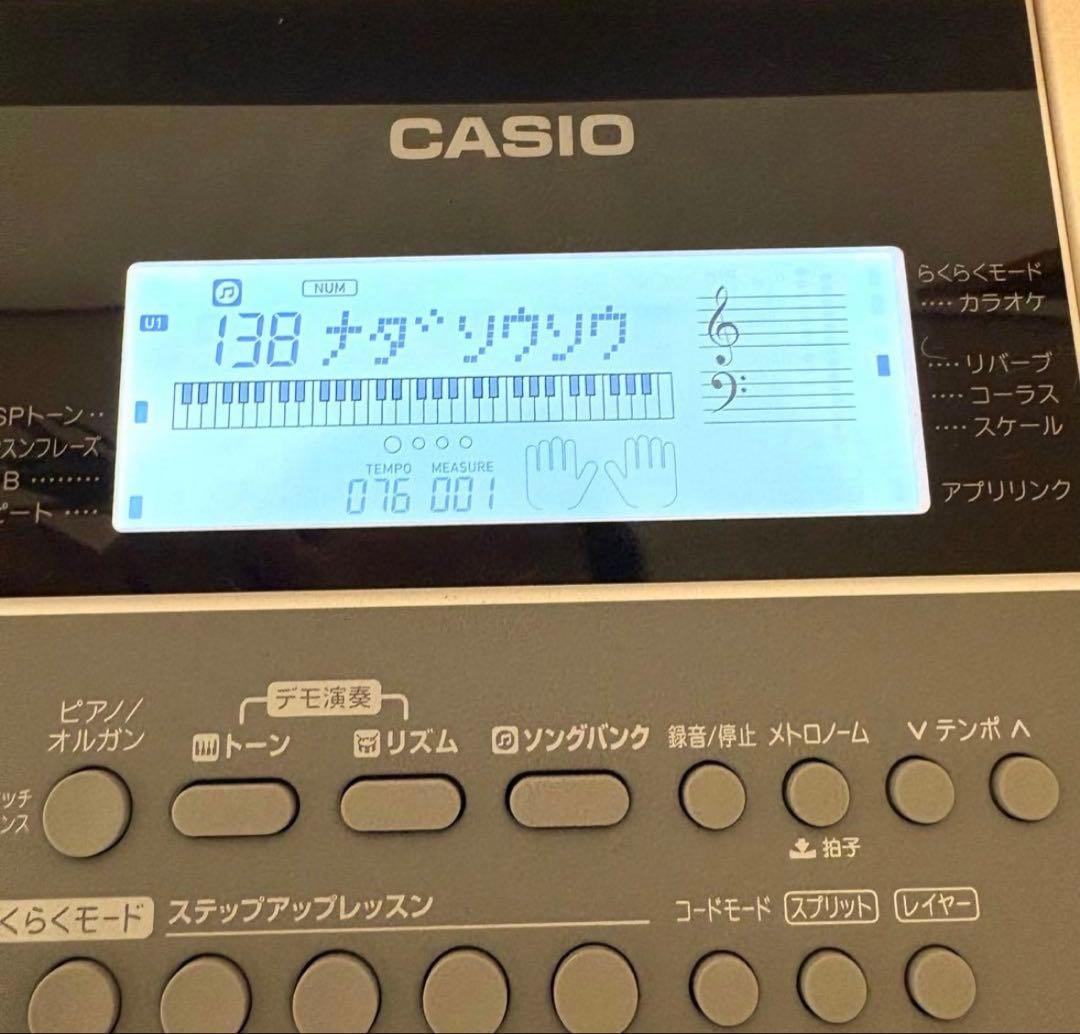 CASIO
NUM
U1
138 ナダソウソウ
TEMPO MEASURE
076 001
らくらくモード
カラオケ
リバーブ
コーラス
スケール
アプリリンク
SPトーン
スンフレーズ
B
ピート
デモ演奏
ピアノ/
オルガン
トーン
リズム
ソングバンク
録音/停止
メトロノーム
∨ テンポ ∧
拍子
くらくモード
ステップアップレッスン
コードモード
スプリット
レイヤー